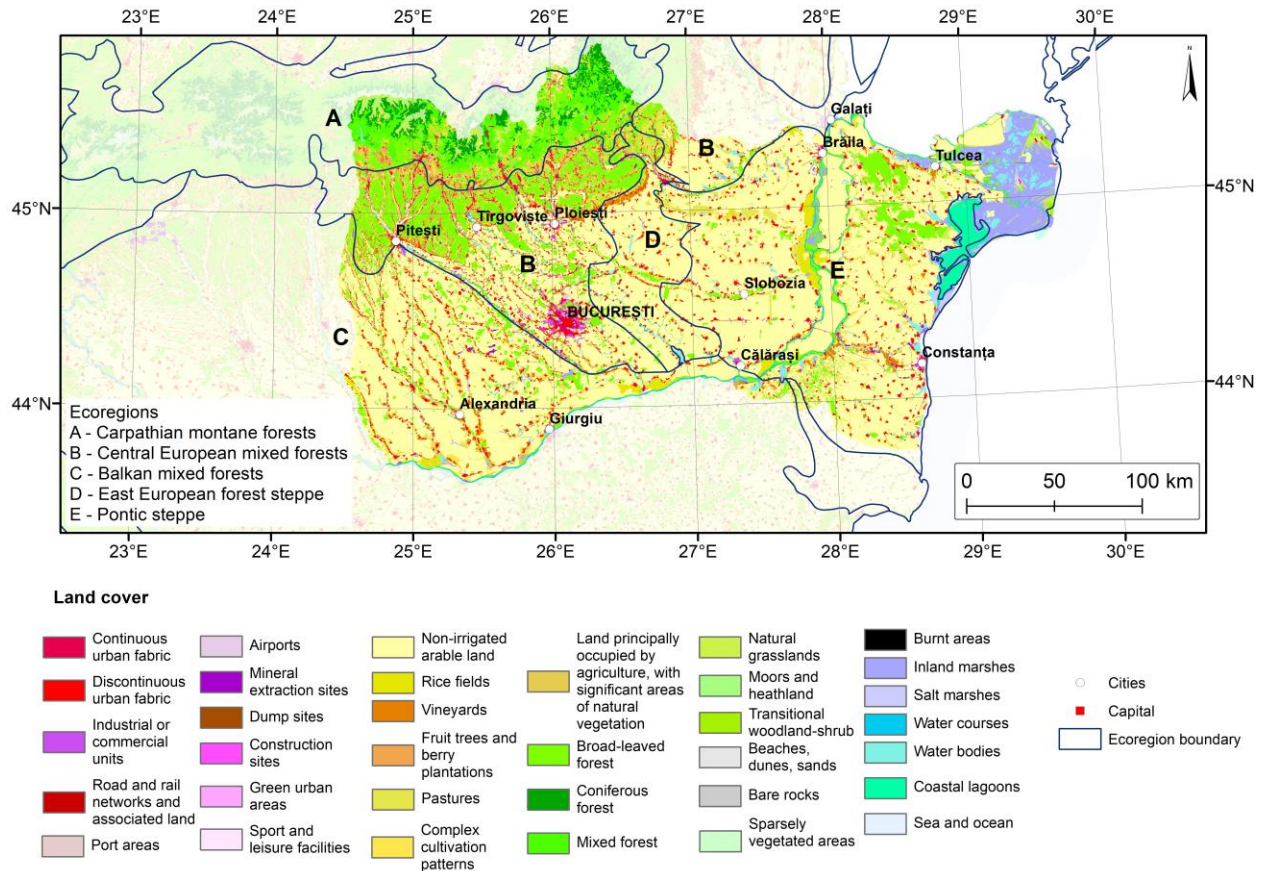 23°E 24°E 25°E 26°E 27°E 28°E 29°E 30°E
N
Galați
A
B
Brăila
Tulcea
45°N
45°N
Tîrgoviște
Ploiești
Pitești
D
B
E
Slobozia
BUCUREȘTI
C
Călărași
Constanța
44°N
44°N
Alexandria
Giurgiu
Ecoregions
A - Carpathian montane forests
B - Central European mixed forests
C - Balkan mixed forests
D - East European forest steppe
E - Pontic steppe
0 50 100 km
23°E 24°E 25°E 26°E 27°E 28°E 29°E 30°E
Land cover
Continuous
urban fabric
Discontinuous
urban fabric
Industrial or
commercial
units
Road and rail
networks and
associated land
Port areas
Airports
Mineral
extraction sites
Dump sites
Construction
sites
Green urban
areas
Sport and
leisure facilities
Non-irrigated
arable land
Rice fields
Vineyards
Fruit trees and
berry
plantations
Pastures
Complex
cultivation
patterns
Land principally
occupied by
agriculture, with
significant areas
of natural
vegetation
Broad-leaved
forest
Coniferous
forest
Mixed forest
Natural
grasslands
Moors and
heathland
Transitional
woodland-shrub
Beaches,
dunes, sands
Bare rocks
Sparsely
vegetated areas
Burnt areas
Inland marshes
Salt marshes
Water courses
Water bodies
Coastal lagoons
Sea and ocean
Cities
Capital
Ecoregion boundary